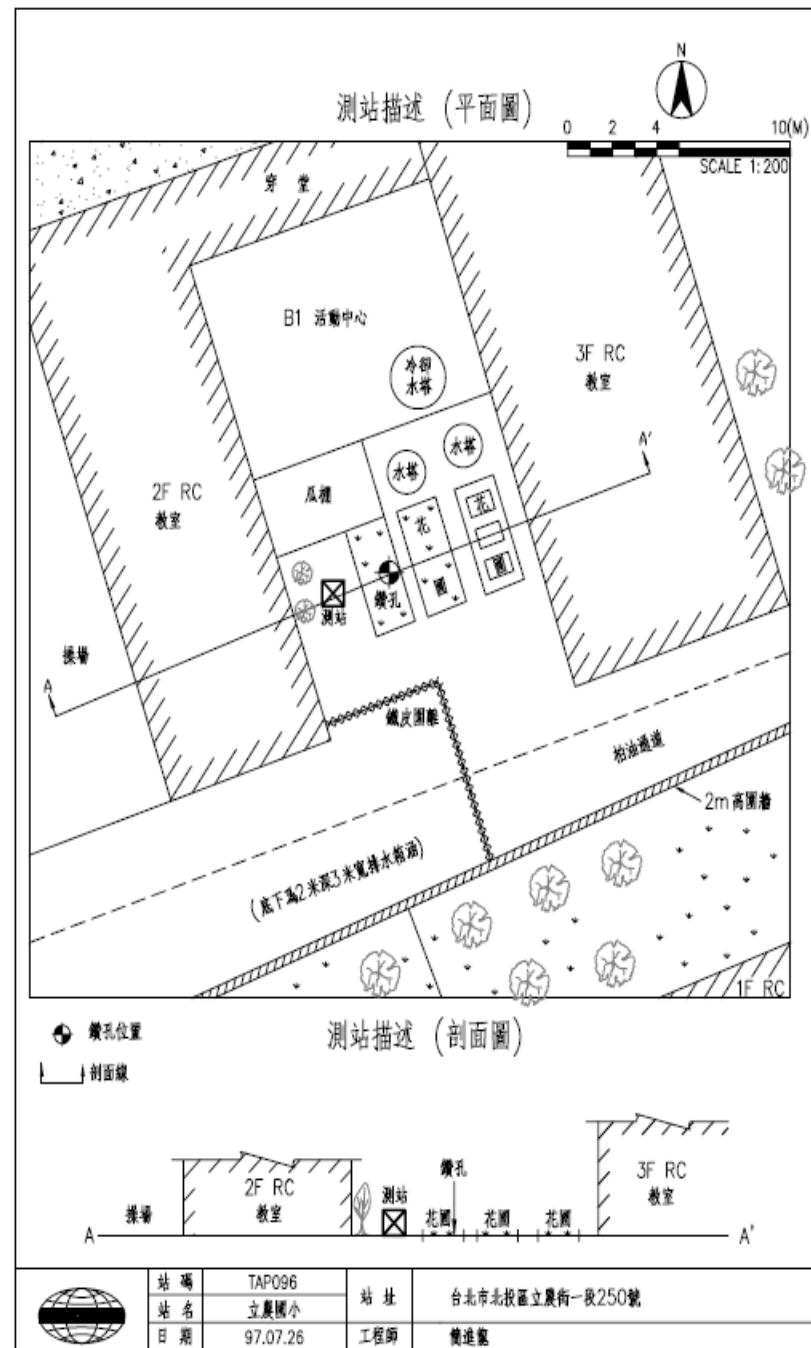 N
測站描述 (平面圖)
0 2 4 10(M)
SCALE 1:200
穿堂
B1 活動中心
冷卻
水塔
3F RC
教室
水塔
水塔
A'
2F RC
教室
瓜棚
花
圃
花
圃
鑽孔
測站
操場
A
鐵皮圍籬
柏油通道
2m高圍牆
(底下為2米深3米寬排水箱涵)
1F RC
鑽孔位置
剖面線
測站描述 (剖面圖)
鑽孔
2F RC
教室
測站
3F RC
教室
操場
花圃
花圃
花圃
A
A'
站碼 TAP096
站名 立農國小
站址 台北市北投區立農街一段250號
日期 97.07.26
工程師 簡進龍